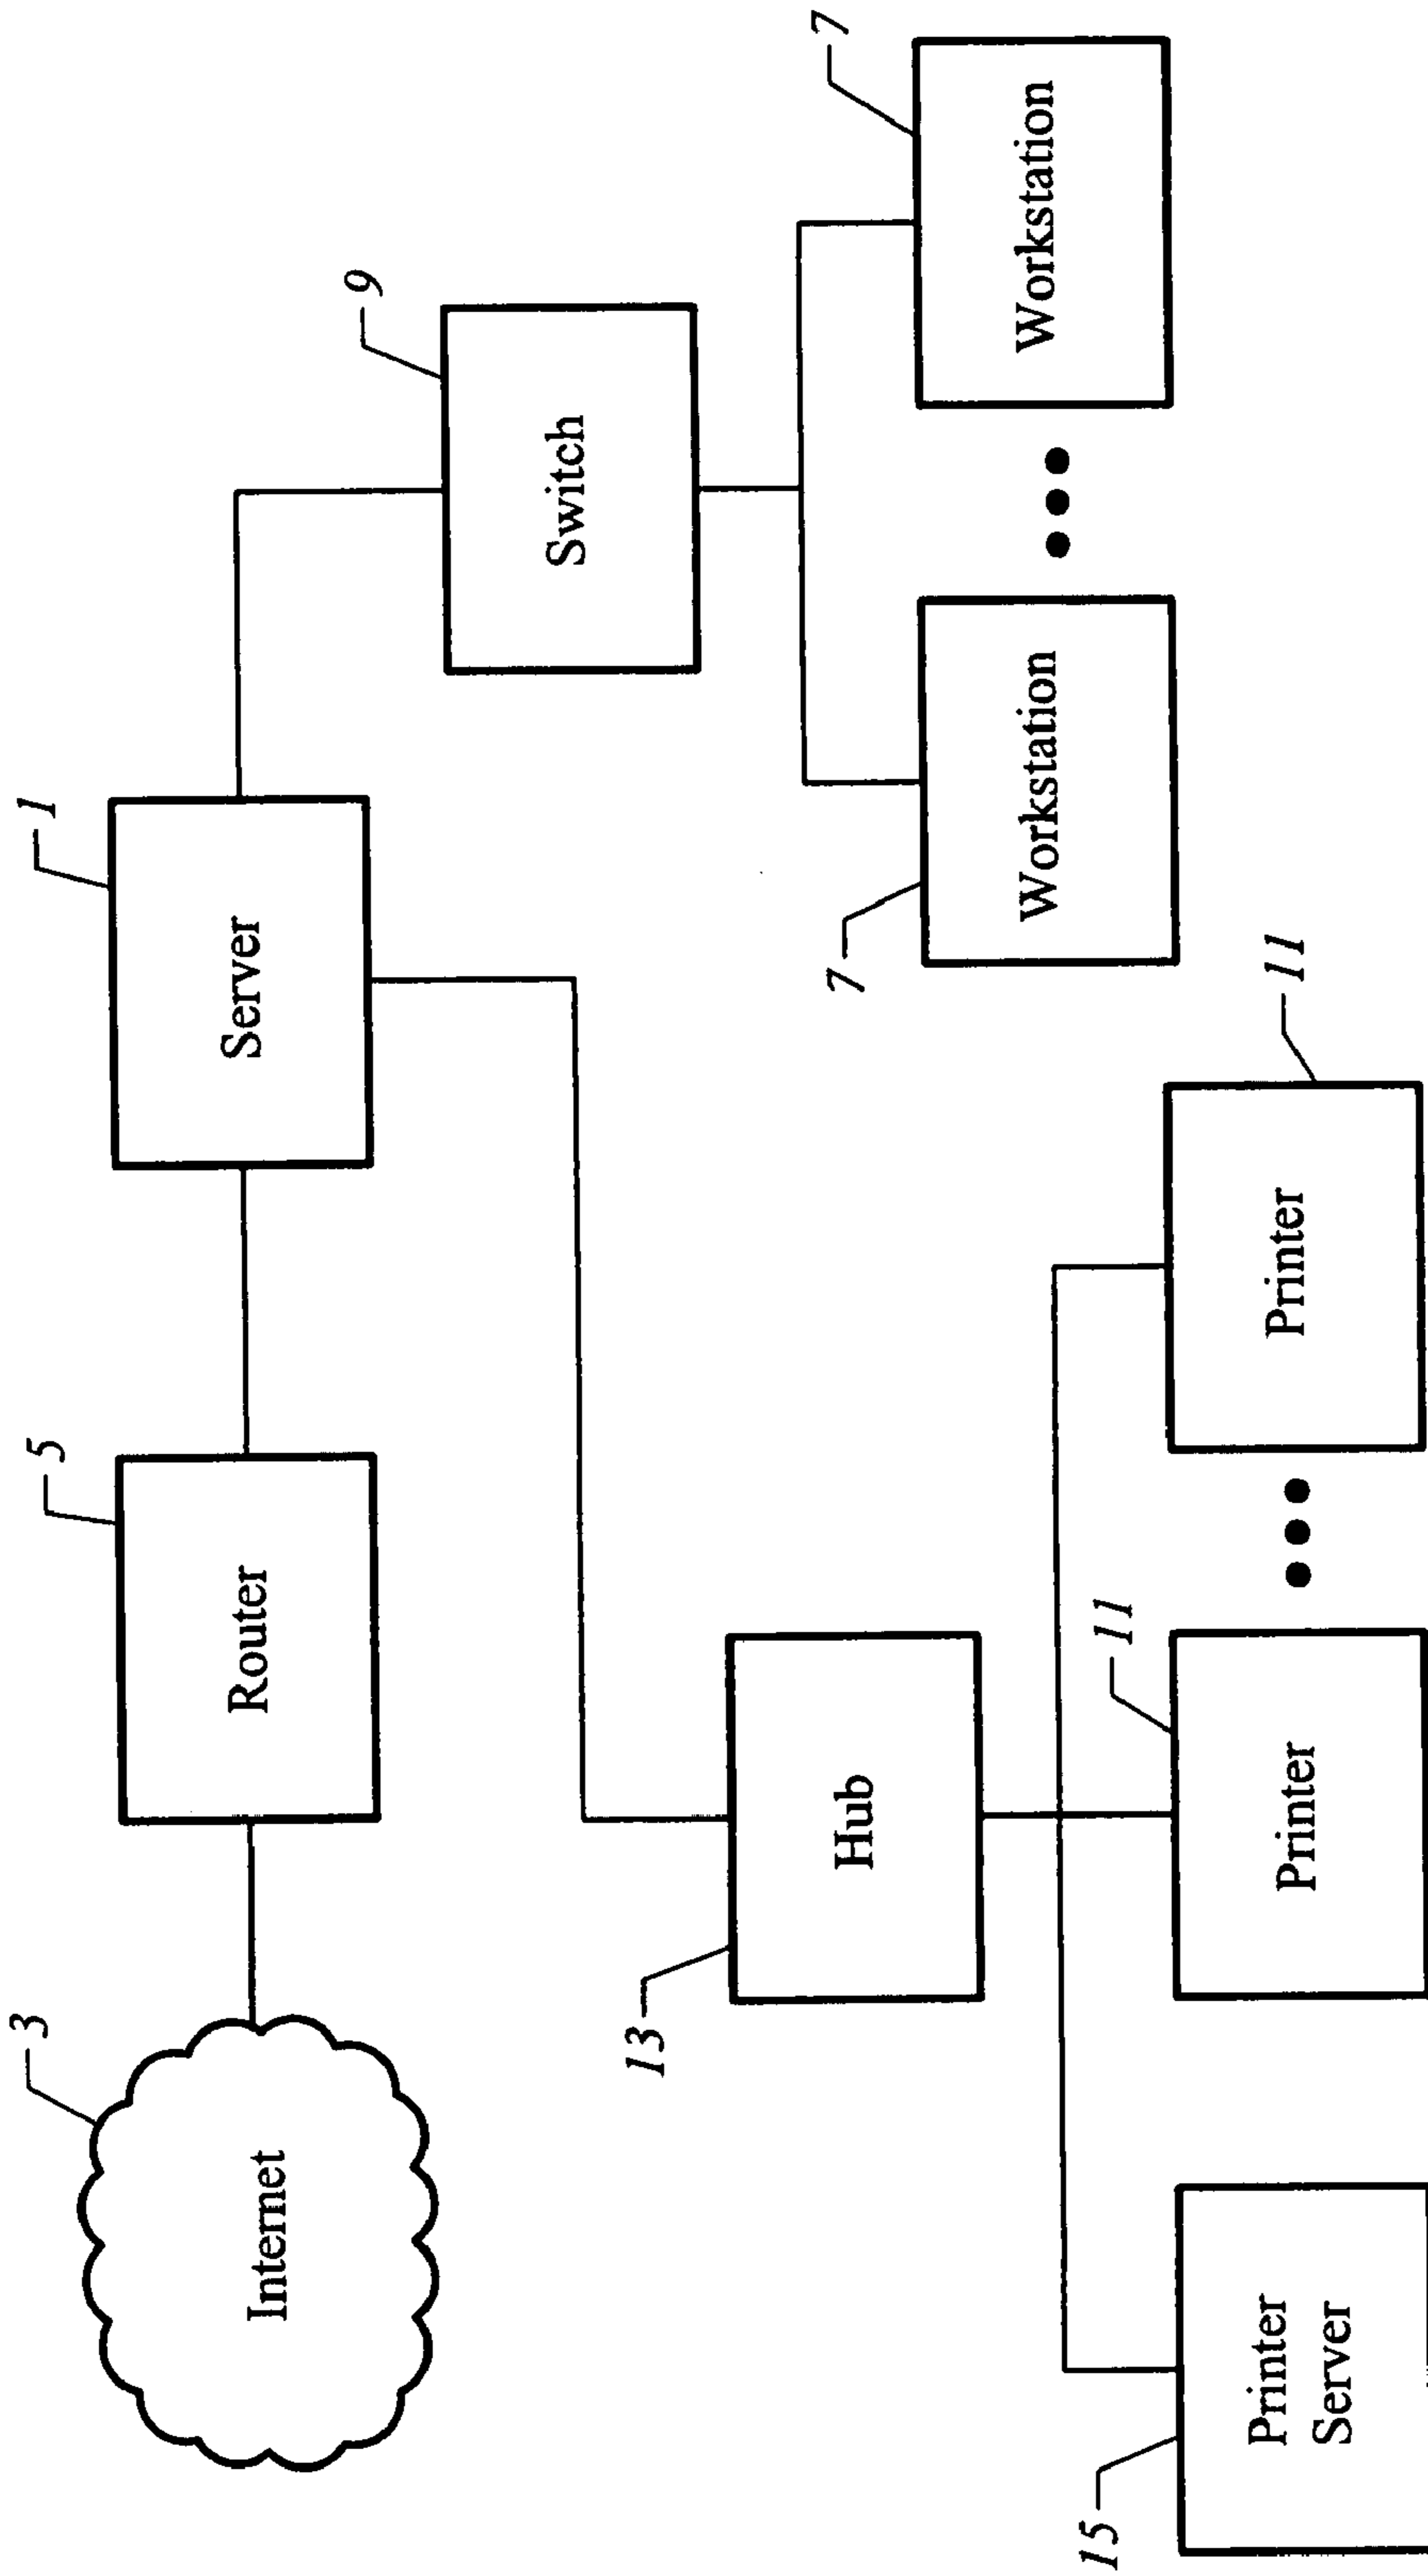 3
Internet
5
Router
1
Server
9
Switch
13
Hub
7
Workstation
7
Workstation
15
Printer
Server
11
Printer
11
Printer